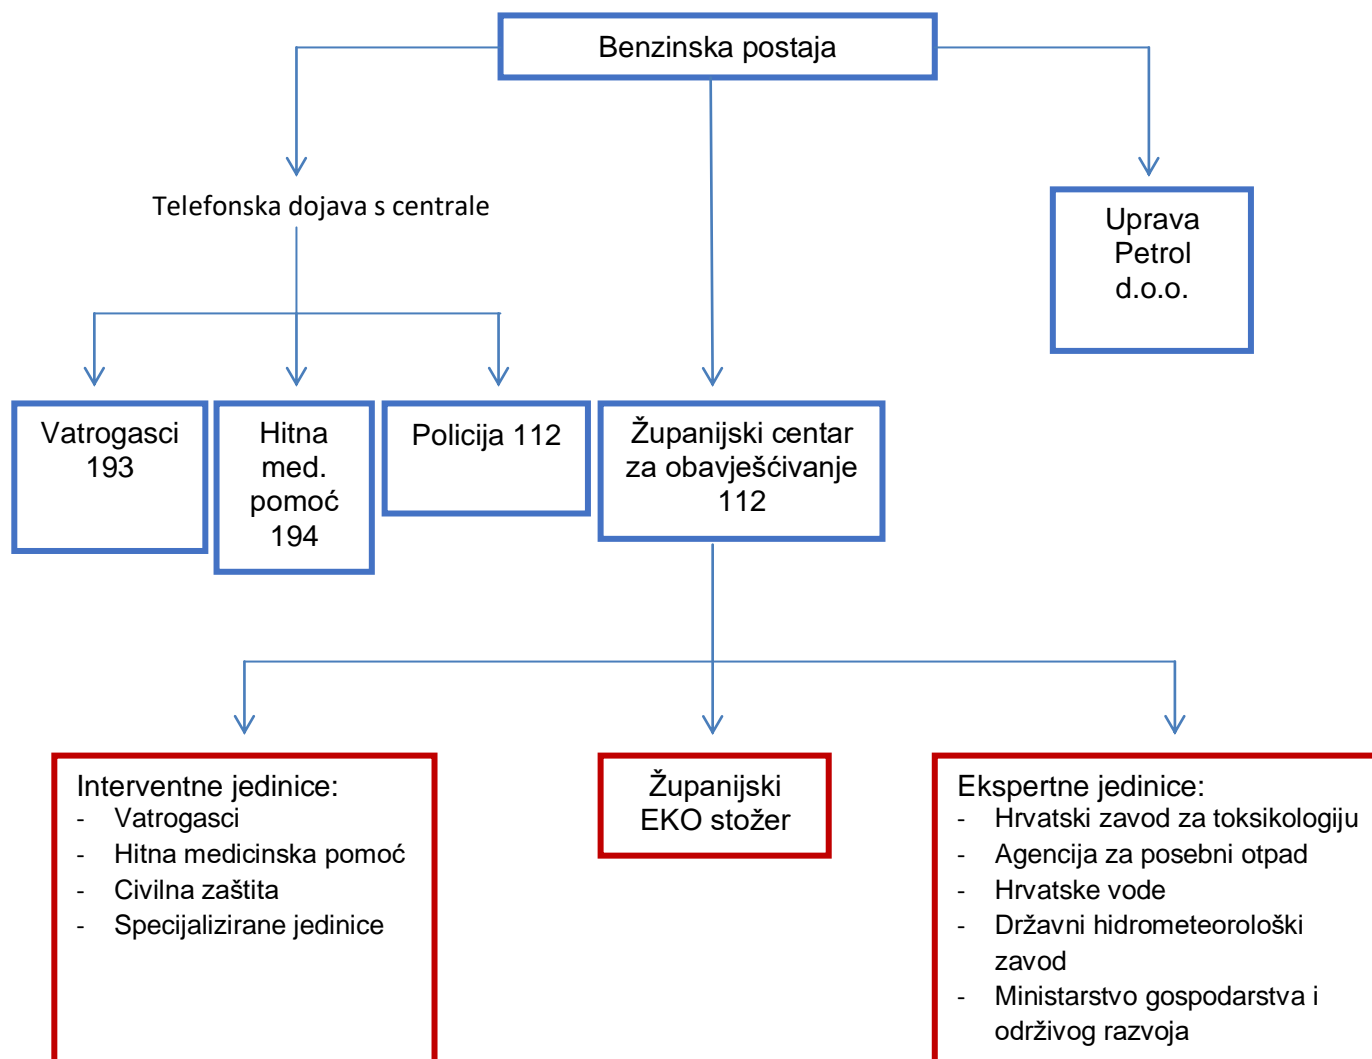 Benzinska postaja
Telefonska dojava s centrale
Uprava
Petrol
d.o.o.
Vatrogasci
193
Hitna
med.
pomoć
194
Policija 112
Županijski centar
za obavješćivanje
112
Interventne jedinice:
- Vatrogasci
- Hitna medicinska pomoć
- Civilna zaštita
- Specijalizirane jedinice
Županijski
EKO stožer
Ekspertne jedinice:
- Hrvatski zavod za toksikologiju
- Agencija za posebni otpad
- Hrvatske vode
- Državni hidrometeorološki
zavod
- Ministarstvo gospodarstva i
održivog razvoja